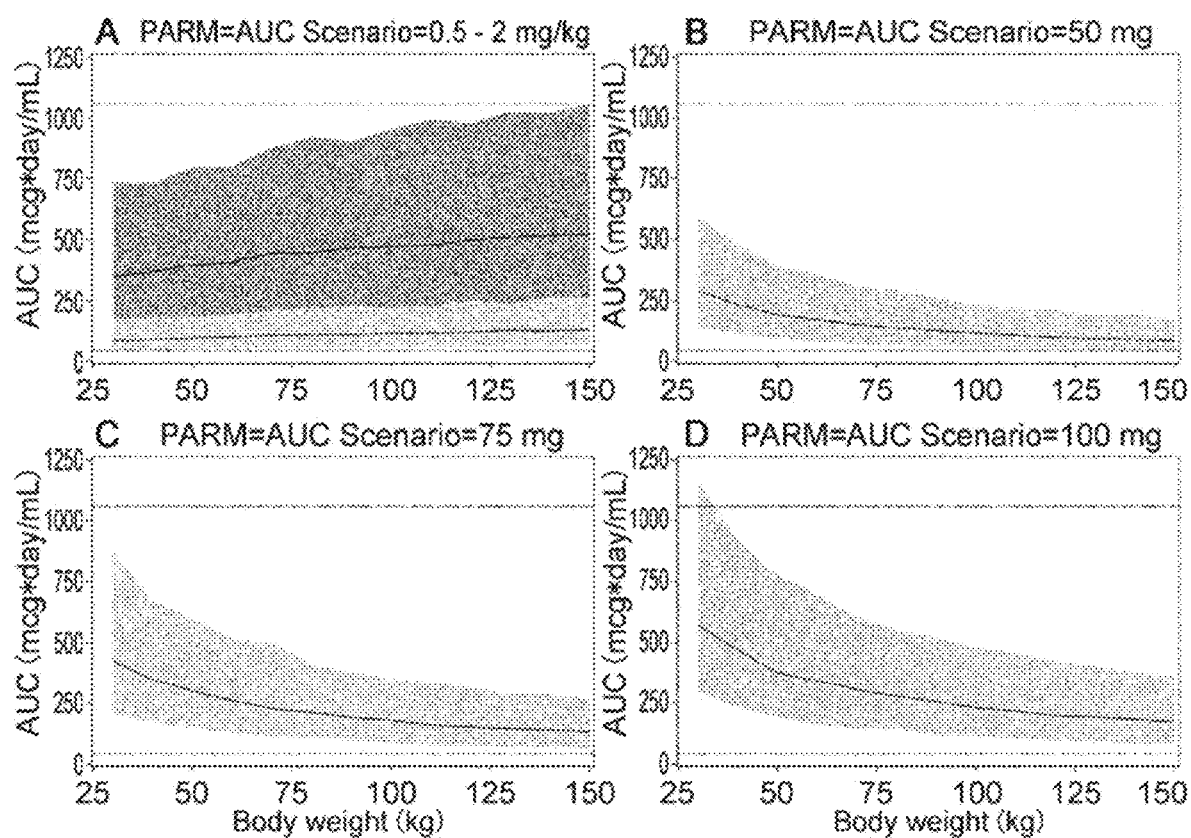 A PARM=AUC Scenario=0.5 - 2 mg/kg
AUC (mcg*day/mL)
1250
1000
750
500
250
0
25 50 75 100 125 150
B PARM=AUC Scenario=50 mg
AUC (mcg*day/mL)
1250
1000
750
500
250
0
25 50 75 100 125 150
C PARM=AUC Scenario=75 mg
AUC (mcg*day/mL)
1250
1000
750
500
250
0
25 50 75 100 125 150
Body weight (kg)
D PARM=AUC Scenario=100 mg
AUC (mcg*day/mL)
1250
1000
750
500
250
0
25 50 75 100 125 150
Body weight (kg)